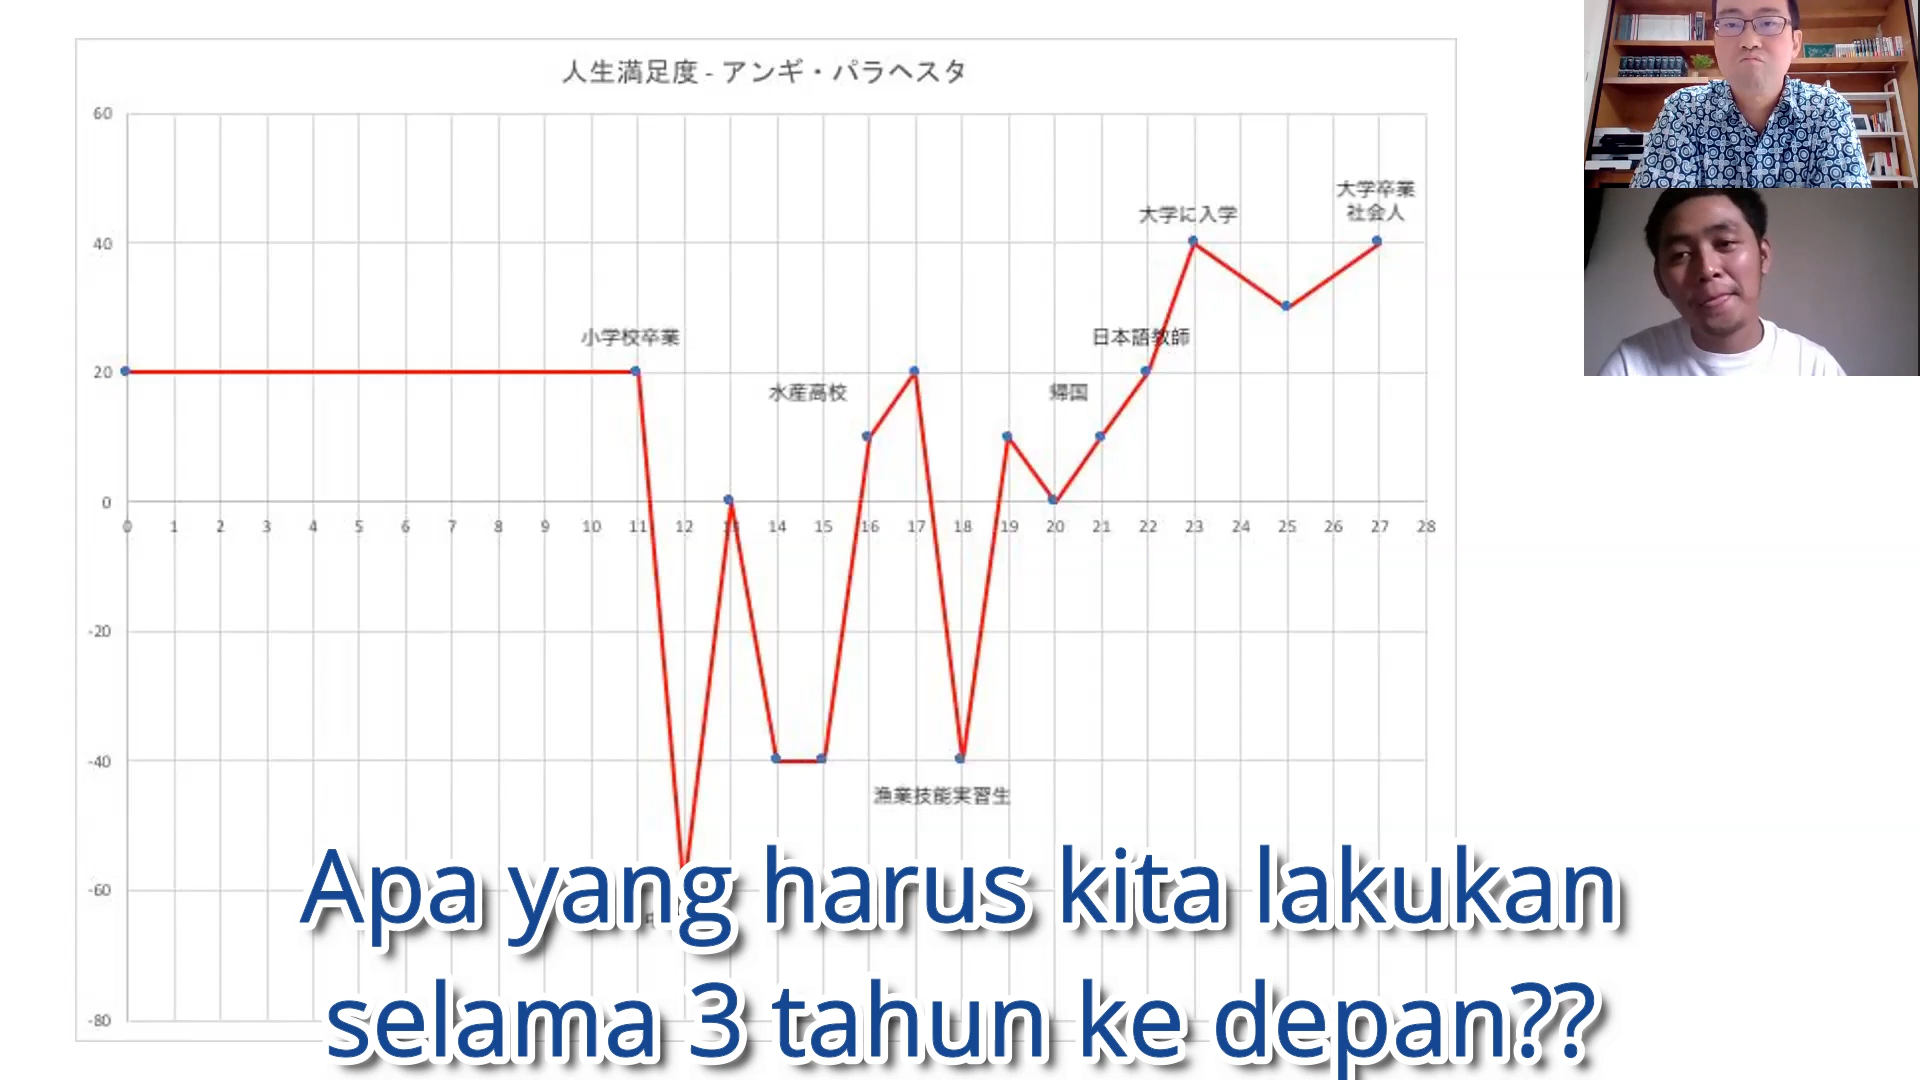 人生満足度 - アンギ・パラヘスタ
60
40
20
0
-20
-40
-60
-80
0 1 2 3 4 5 6 7 8 9 10 11 12 13 14 15 16 17 18 19 20 21 22 23 24 25 26 27 28
小学校卒業
水産高校
漁業技能実習生
帰国
日本語教師
大学に入学
大学卒業
社会人
Apa yang harus kita lakukan
selama 3 tahun ke depan??